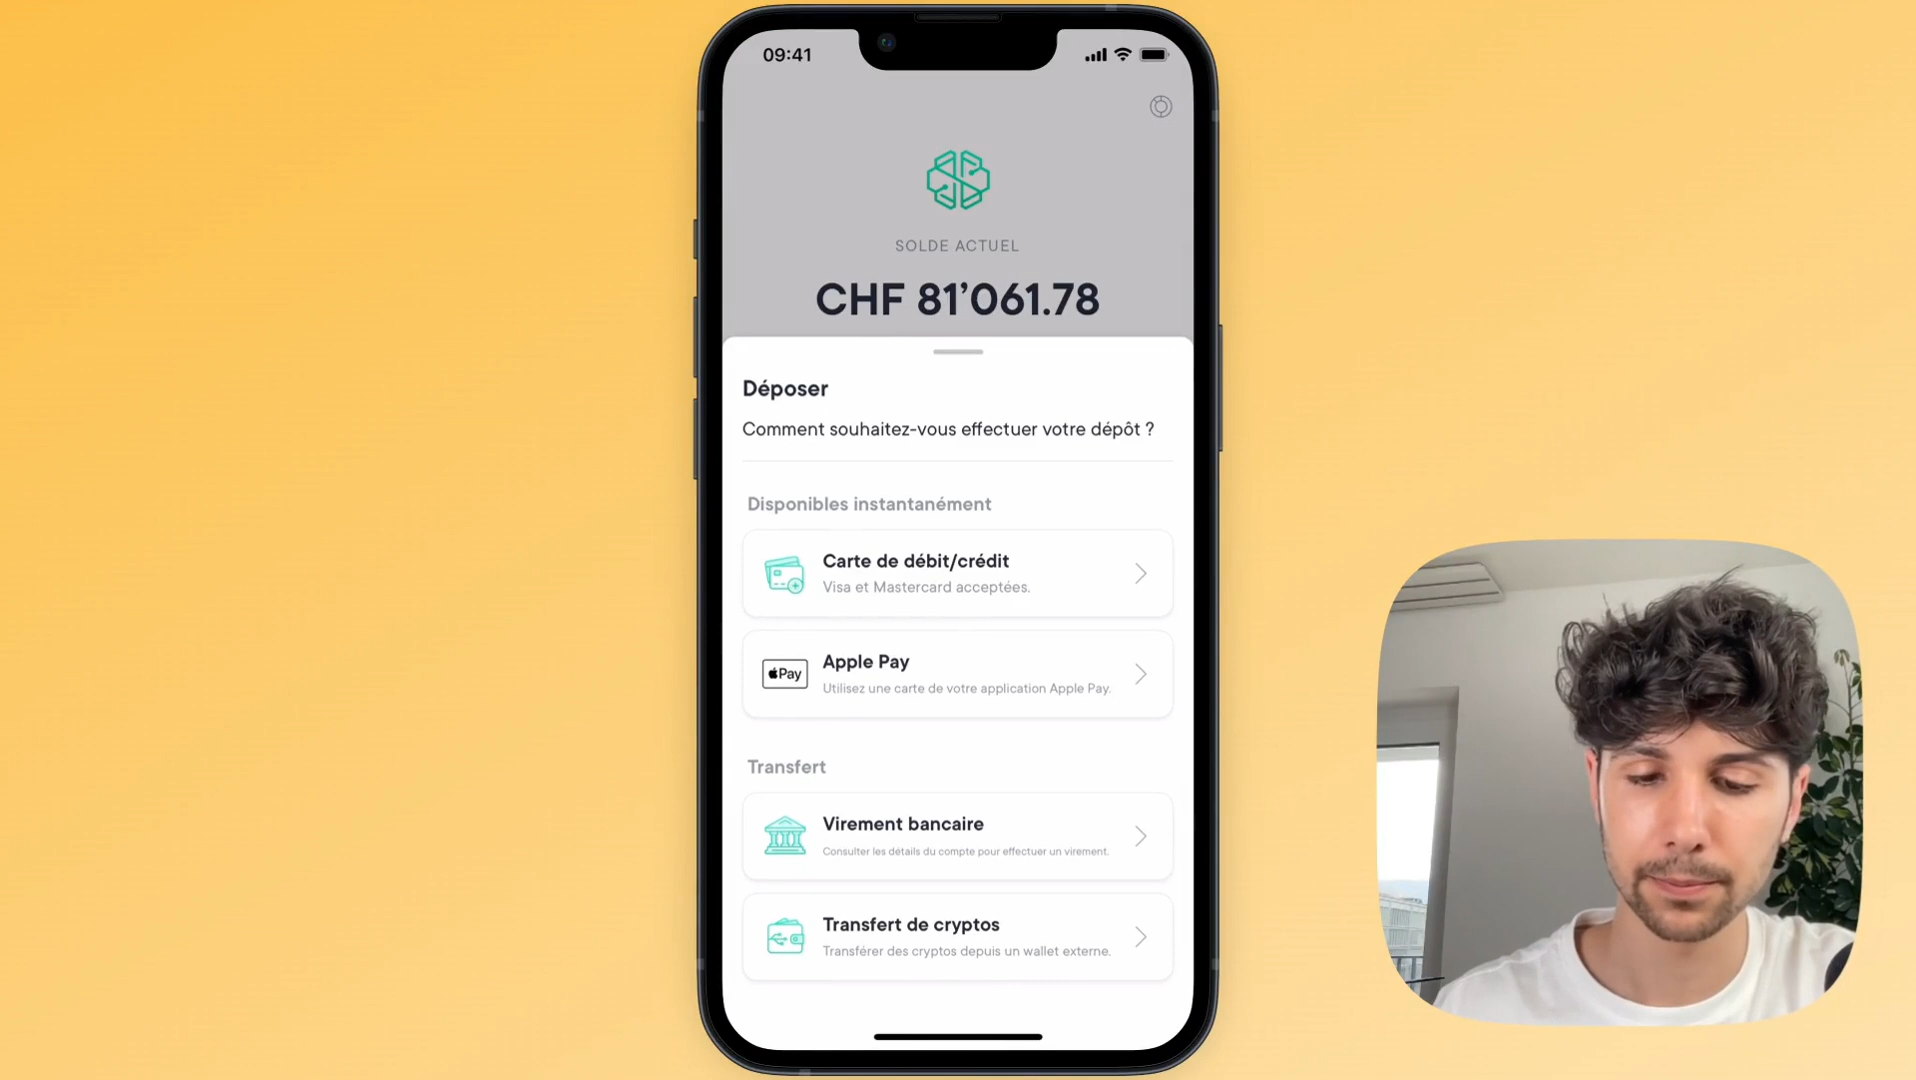 09:41
SOLDE ACTUEL
CHF 81’061.78
Déposer
Comment souhaitez-vous effectuer votre dépôt ?
Disponibles instantanément
Carte de débit/crédit
Visa et Mastercard acceptées.
Pay
Apple Pay
Utilisez une carte de votre application Apple Pay.
Transfert
Virement bancaire
Consulter les détails du compte pour effectuer un virement.
Transfert de cryptos
Transférer des cryptos depuis un wallet externe.